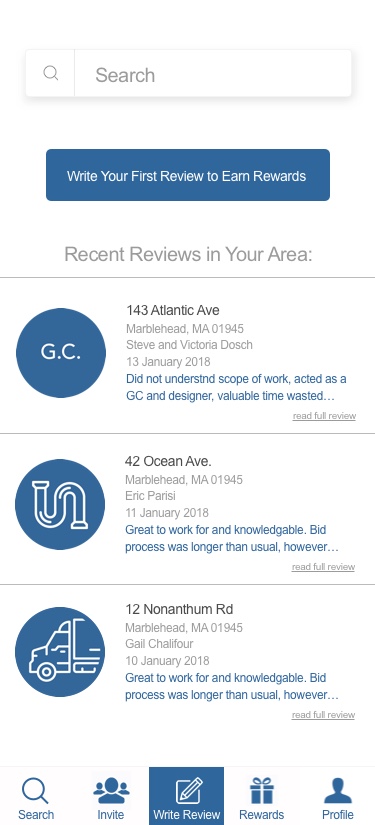 Search
Write Your First Review to Earn Rewards
Recent Reviews in Your Area:
G.C.
143 Atlantic Ave
Marblehead, MA 01945
Steve and Victoria Dosch
13 January 2018
Did not understnd scope of work, acted as a
GC and designer, valuable time wasted…
read full review
42 Ocean Ave.
Marblehead, MA 01945
Eric Parisi
11 January 2018
Great to work for and knowledgable. Bid
process was longer than usual, however…
read full review
12 Nonanthum Rd
Marblehead, MA 01945
Gail Chalifour
10 January 2018
Great to work for and knowledgable. Bid
process was longer than usual, however…
read full review
Search
Invite
Write Review
Rewards
Profile